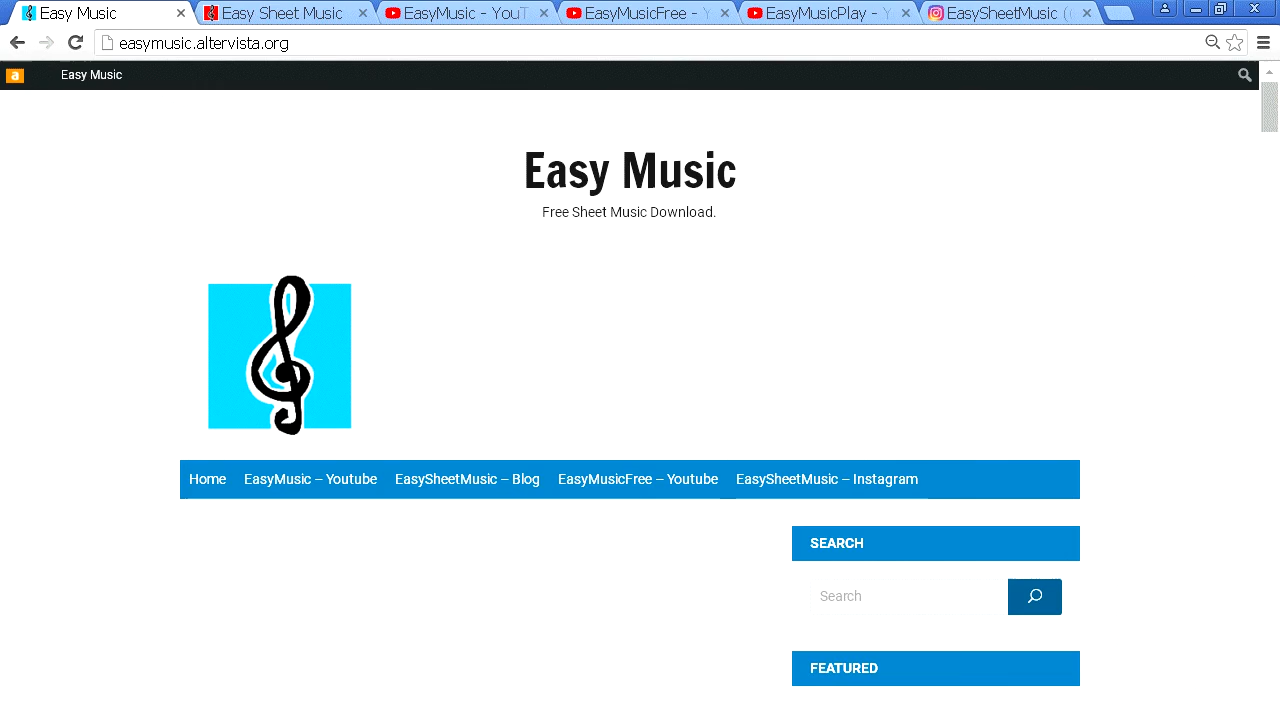 Easy Music
Easy Sheet Music
EasyMusic - YouT
EasyMusicFree - Y
EasyMusicPlay - Y
EasySheetMusic (
easymusic.altervista.org
a
Easy Music
Easy Music
Free Sheet Music Download.
Home EasyMusic – Youtube EasySheetMusic – Blog EasyMusicFree – Youtube EasySheetMusic – Instagram
SEARCH
Search
FEATURED